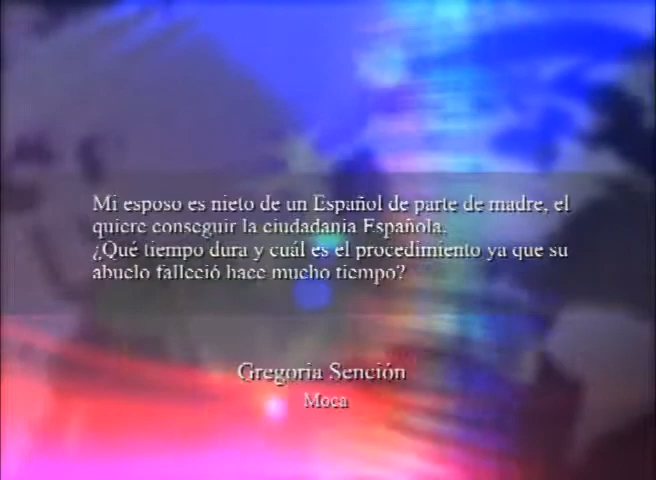 Mi esposo es nieto de un Español de parte de madre, el
quiere conseguir la ciudadania Española.
¿Qué tiempo dura y cuál es el procedimiento ya que su
abuelo falleció hace mucho tiempo?
Gregoria Sención
Moca